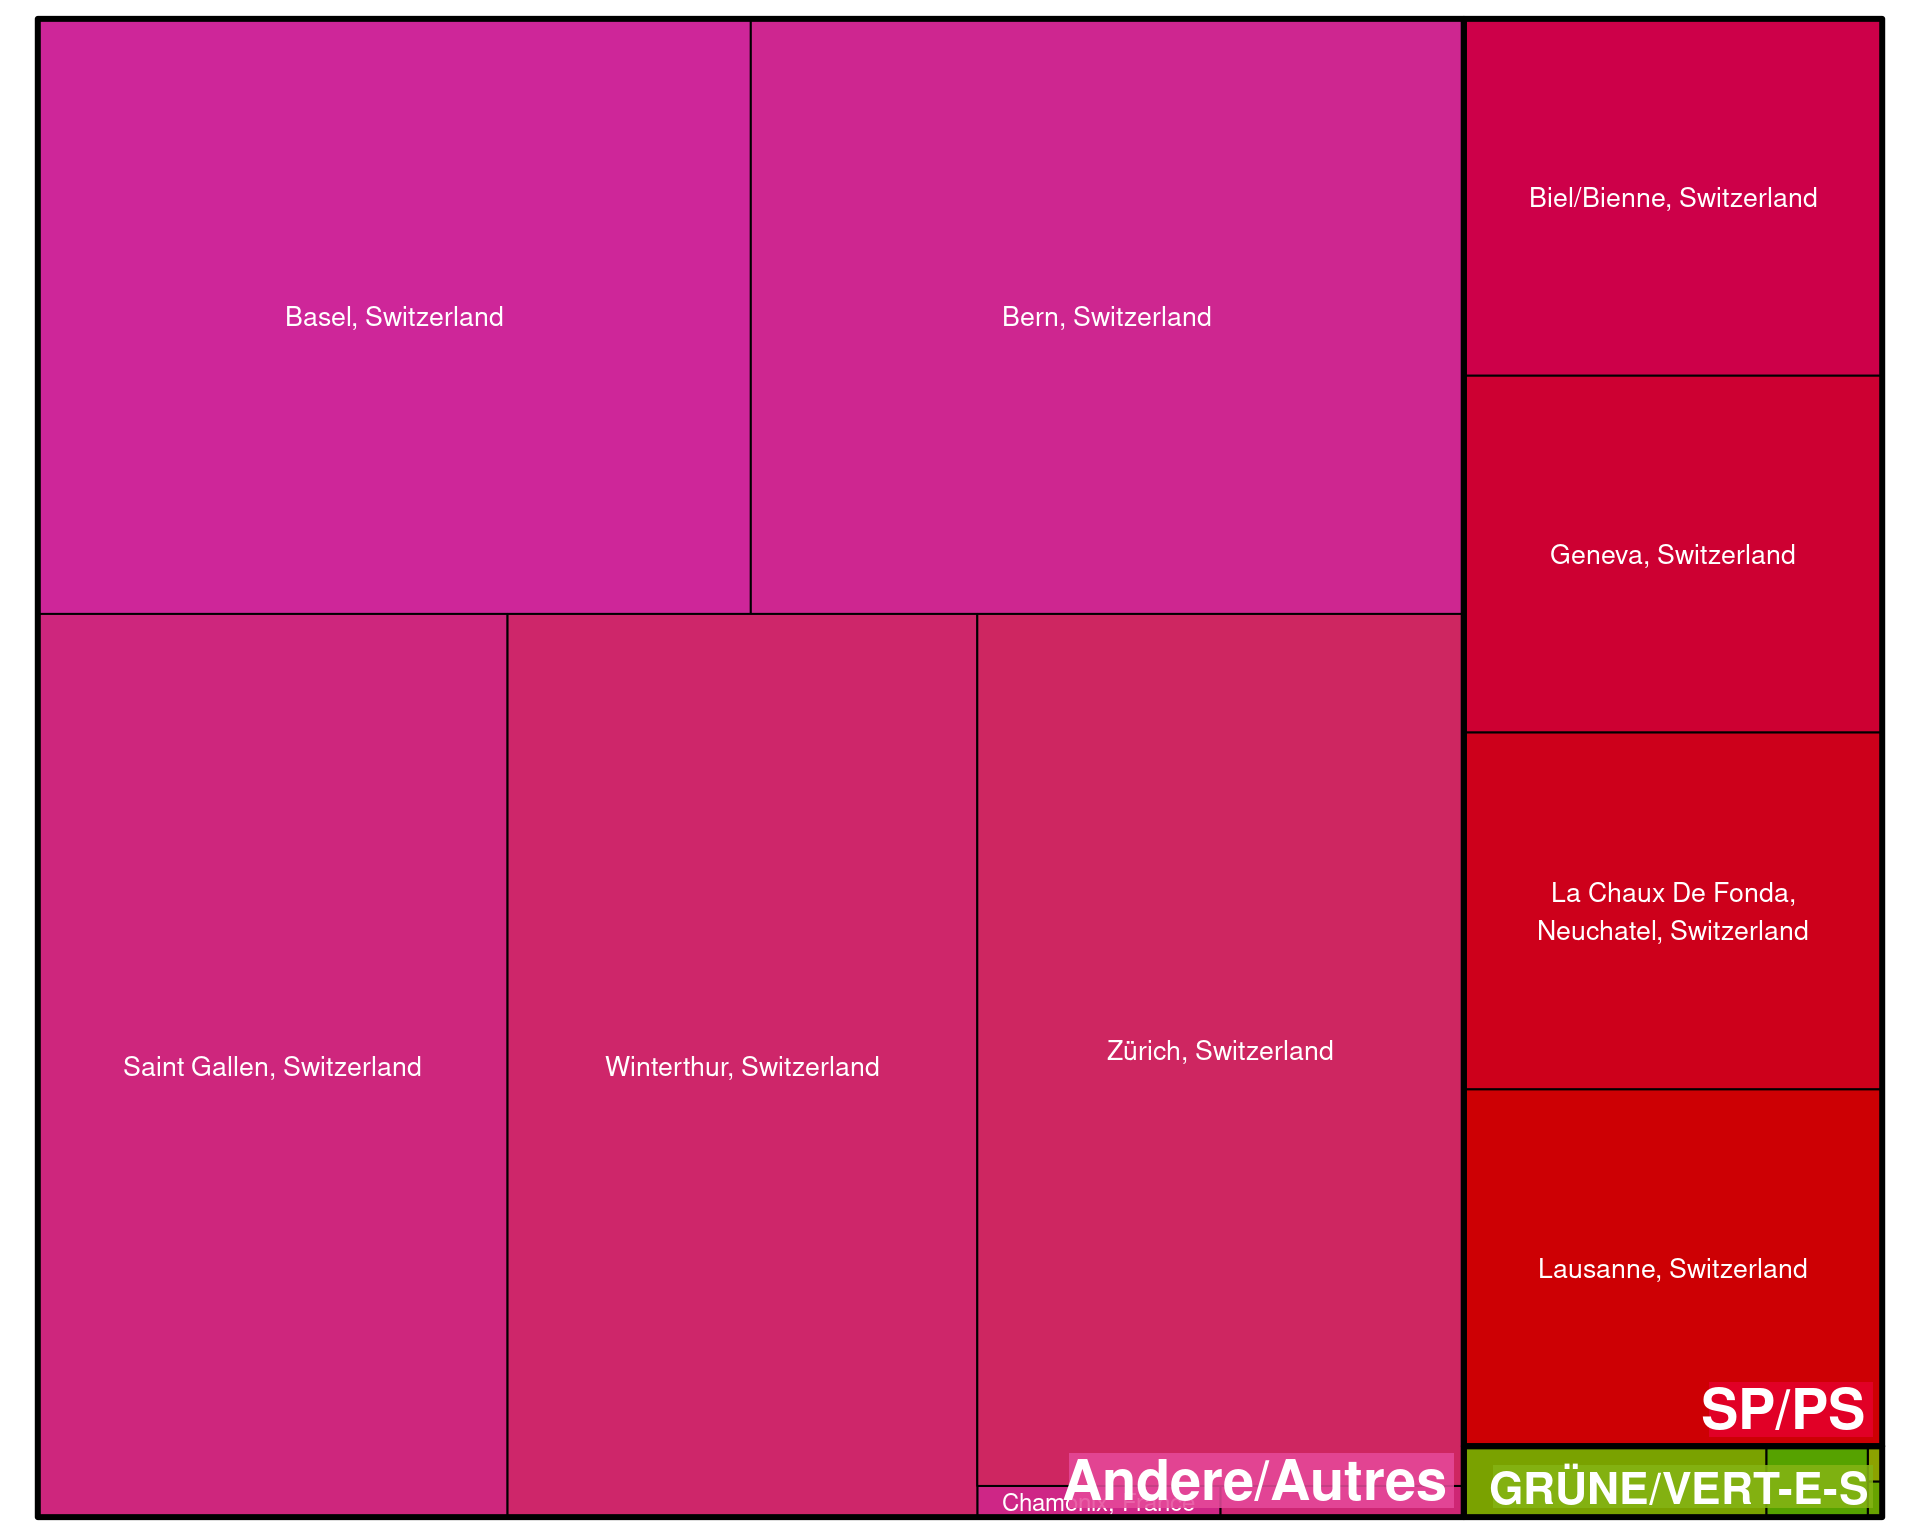 Basel, Switzerland
Bern, Switzerland
Biel/Bienne, Switzerland
Geneva, Switzerland
La Chaux De Fonda,
Neuchatel, Switzerland
Saint Gallen, Switzerland
Winterthur, Switzerland
Zürich, Switzerland
Lausanne, Switzerland
SP/PS
Andere/Autres
Chamonix, France
GRÜNE/VERT-E-S